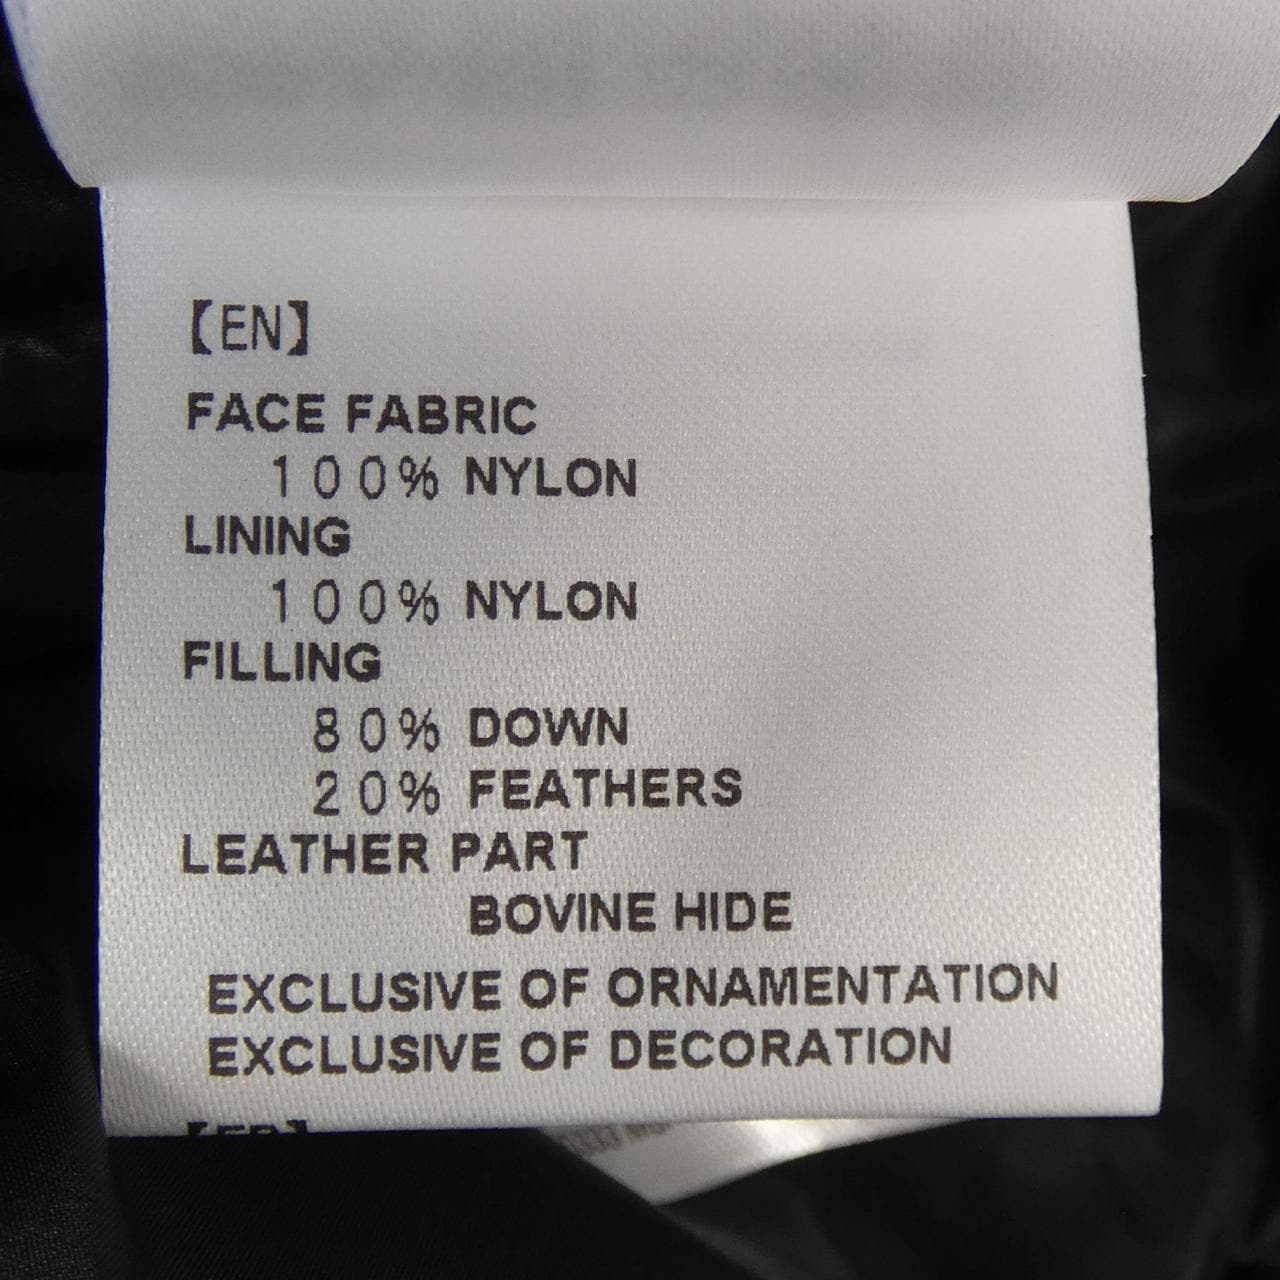 【EN】
FACE FABRIC
100% NYLON
LINING
100% NYLON
FILLING
80% DOWN
20% FEATHERS
LEATHER PART
BOVINE HIDE
EXCLUSIVE OF ORNAMENTATION
EXCLUSIVE OF DECORATION